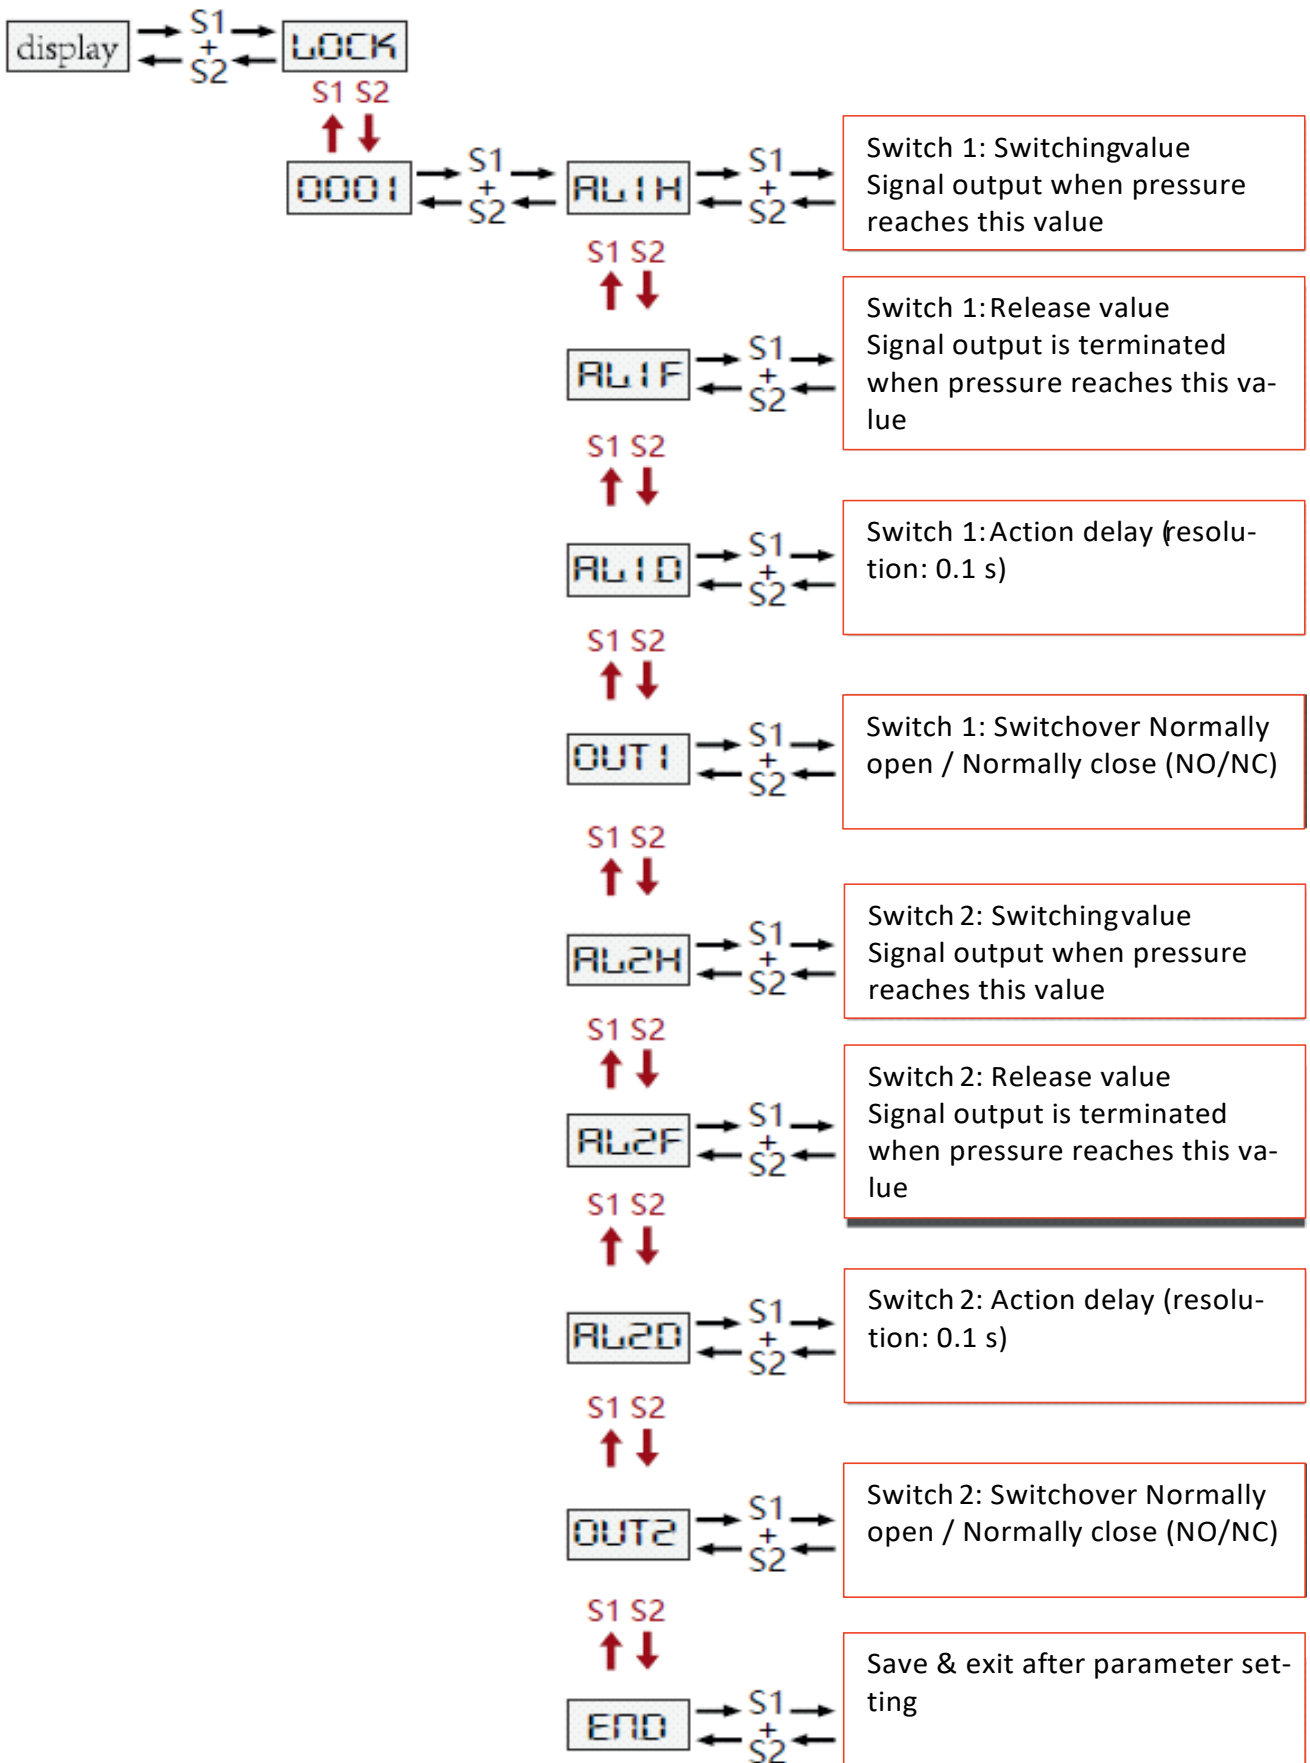 display
S1
+
S2
LOCK
S1 S2
0001
S1
+
S2
AL1H
S1
+
S2
Switch 1: Switchingvalue
Signal output when pressure
reaches this value
S1 S2
AL1F
S1
+
S2
Switch 1:Release value
Signal output is terminated
when pressure reaches this va-
lue
S1 S2
AL1D
S1
+
S2
Switch 1:Action delay (resolu-
tion: 0.1 s)
S1 S2
OUT1
S1
+
S2
Switch 1: Switchover Normally
open / Normally close (NO/NC)
S1 S2
AL2H
S1
+
S2
Switch 2: Switchingvalue
Signal output when pressure
reaches this value
S1 S2
AL2F
S1
+
S2
Switch 2: Release value
Signal output is terminated
when pressure reaches this va-
lue
S1 S2
AL2D
S1
+
S2
Switch 2: Action delay (resolu-
tion: 0.1 s)
S1 S2
OUT2
S1
+
S2
Switch 2: Switchover Normally
open / Normally close (NO/NC)
S1 S2
END
S1
+
S2
Save & exit after parameter set-
ting